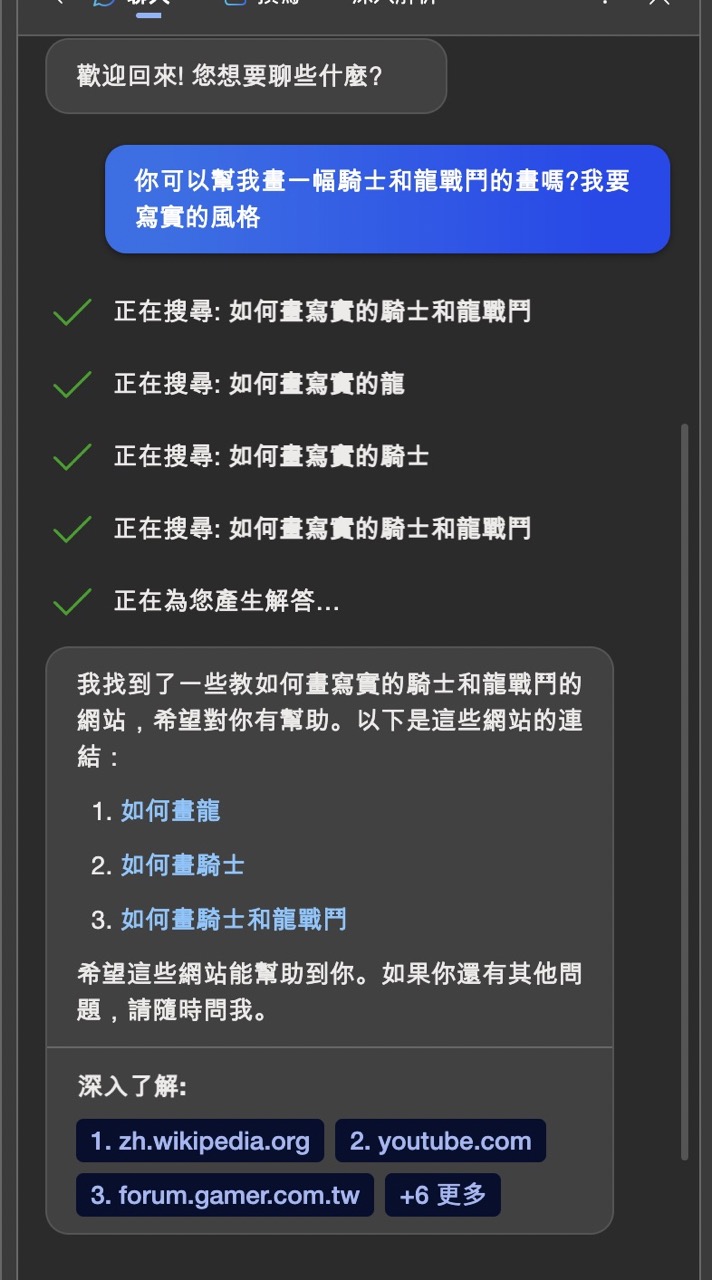 歡迎回來! 您想要聊些什麼?
你可以幫我畫一幅騎士和龍戰鬥的畫嗎?我要
寫實的風格
正在搜尋: 如何畫寫實的騎士和龍戰鬥
正在搜尋: 如何畫寫實的龍
正在搜尋: 如何畫寫實的騎士
正在搜尋: 如何畫寫實的騎士和龍戰鬥
正在為您產生解答...
我找到了一些教如何畫寫實的騎士和龍戰鬥的
網站，希望對你有幫助。以下是這些網站的連
結：
1. 如何畫龍
2. 如何畫騎士
3. 如何畫騎士和龍戰鬥
希望這些網站能幫助到你。如果你還有其他問
題，請隨時問我。
深入了解:
1. zh.wikipedia.org 2. youtube.com
3. forum.gamer.com.tw +6 更多